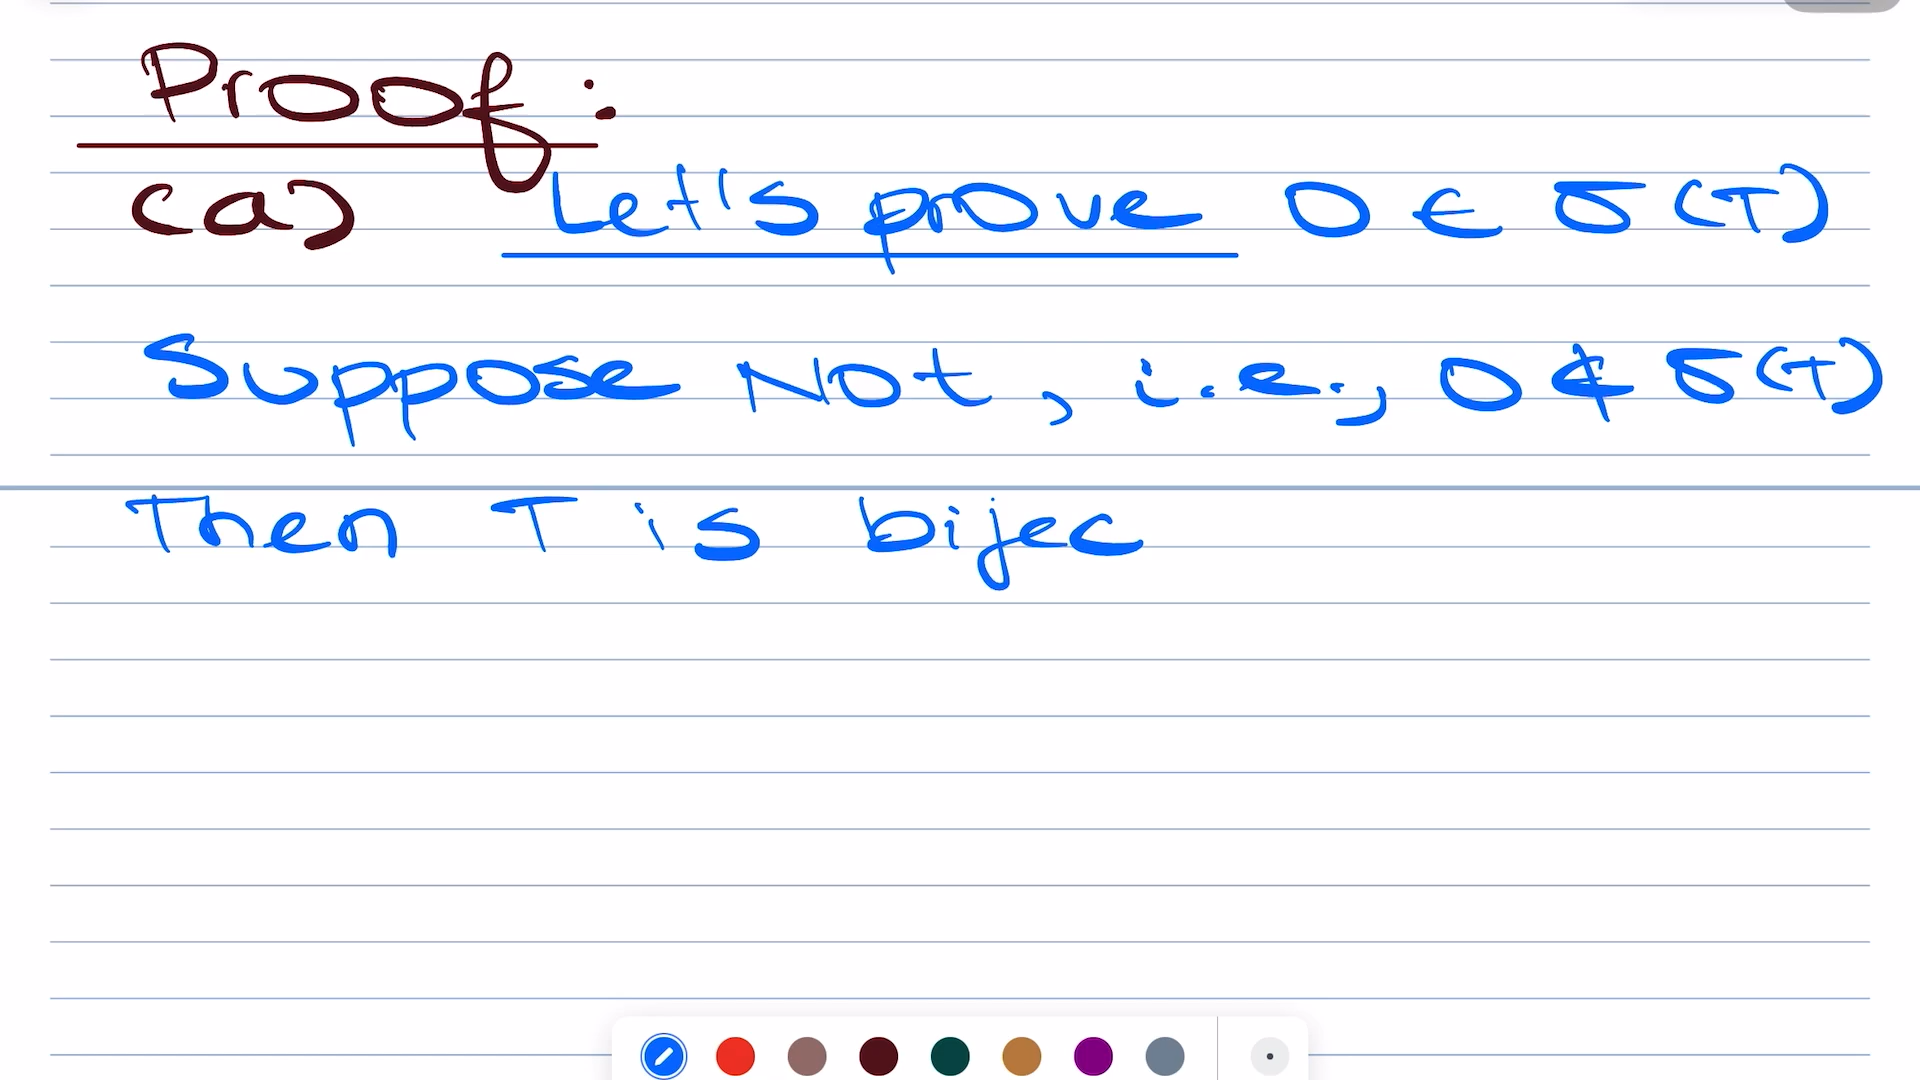 Proof:
(a) Let's prove 0 ∈ σ(T)
Suppose Not, i.e., 0 ∉ σ(T)
Then T is bijec